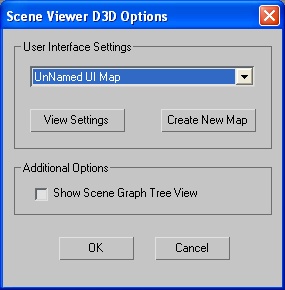 Scene Viewer D3D Options
User Interface Settings
UnNamed UI Map
View Settings
Create New Map
Additional Options
Show Scene Graph Tree View
OK
Cancel